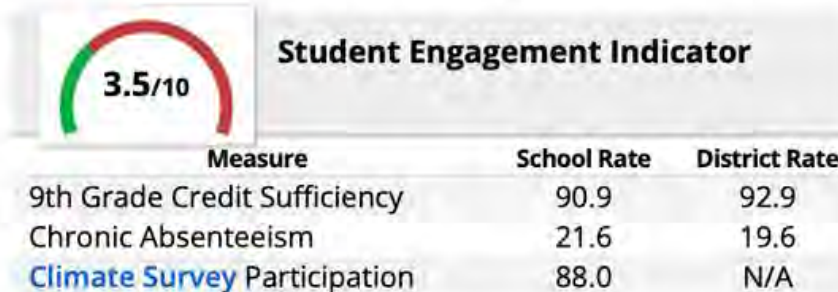 3.5/10
Student Engagement Indicator
Measure School Rate District Rate
9th Grade Credit Sufficiency 90.9 92.9
Chronic Absenteeism 21.6 19.6
Climate Survey Participation 88.0 N/A